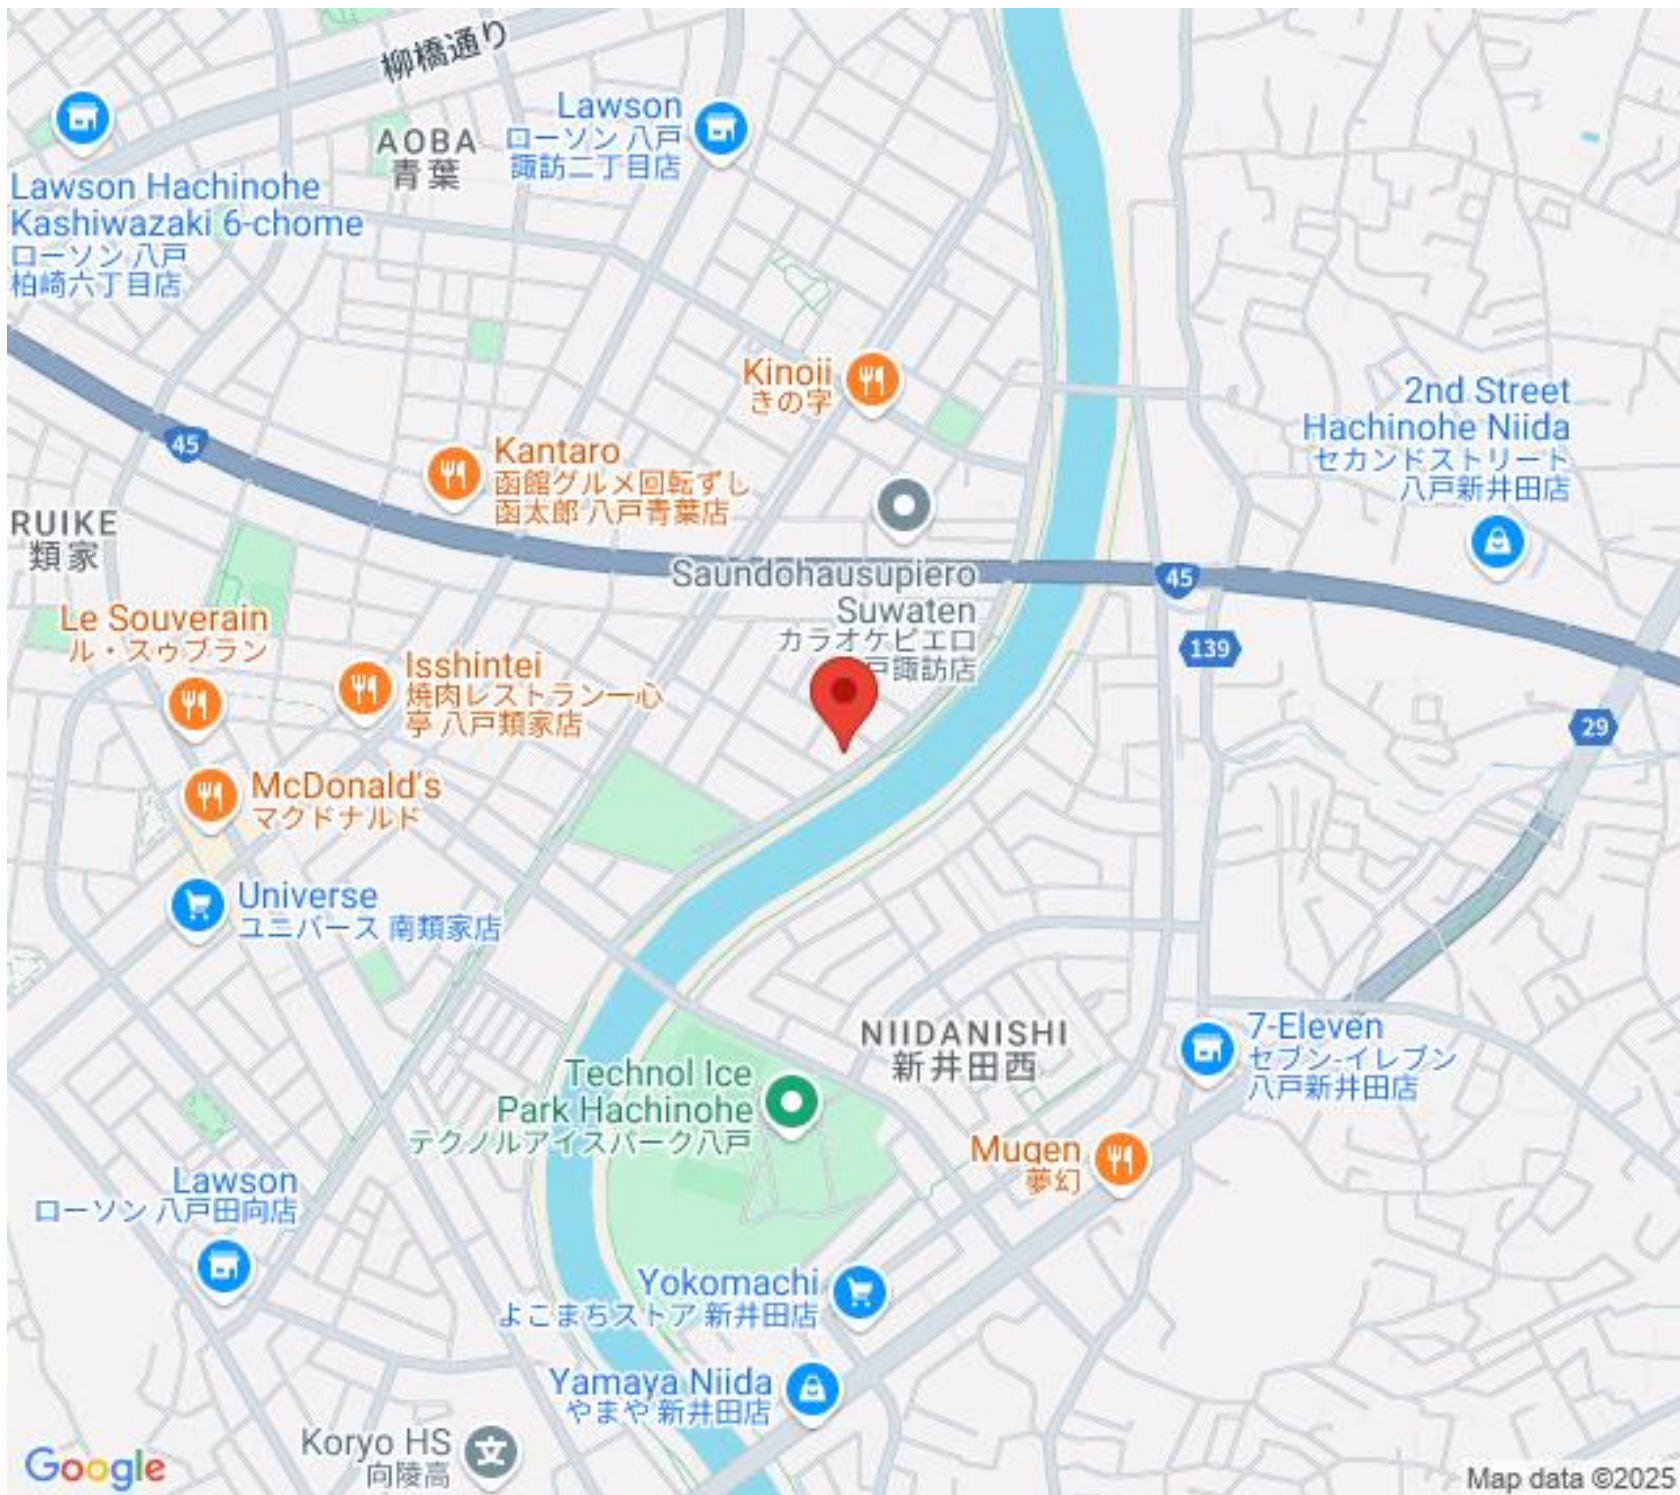 柳橋通り
Lawson
ローソン 八戸
諏訪二丁目店
AOBA
青葉
Lawson Hachinohe
Kashiwazaki 6-chome
ローソン 八戸
柏崎六丁目店
Kinoii
きの字
2nd Street
Hachinohe Niida
セカンドストリート
八戸新井田店
45
Kantaro
函館グルメ回転ずし
函太郎 八戸青葉店
RUIKE
類家
Saundohausupiero
Suwaten
カラオケピエロ
戸諏訪店
45
139
Le Souverain
ル・スゥブラン
Isshintei
焼肉レストラン一心
亭 八戸類家店
29
McDonald's
マクドナルド
Universe
ユニバース 南類家店
NIIDANISHI
新井田西
7-Eleven
セブン-イレブン
八戸新井田店
Technol Ice
Park Hachinohe
テクノルアイスパーク八戸
Mugen
夢幻
Lawson
ローソン 八戸田向店
Yokomachi
よこまちストア 新井田店
Yamaya Niida
やまや 新井田店
Koryo HS
向陵高
文
Google
Map data ©2025